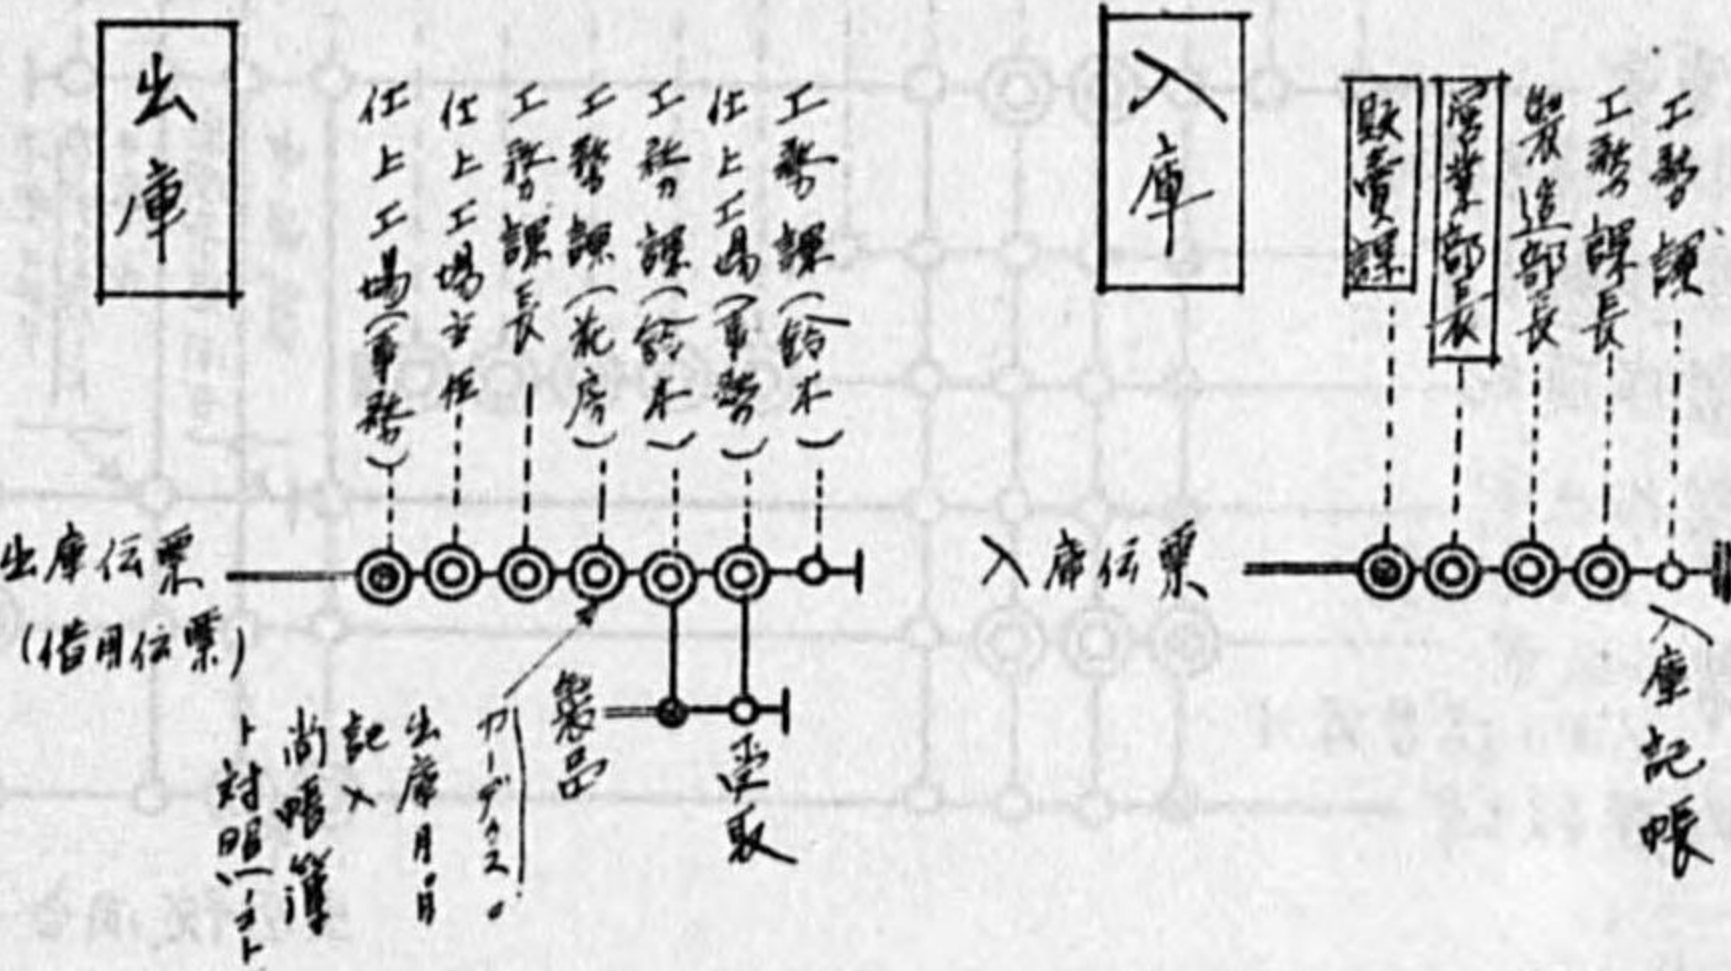 出庫
仕上工場(事務)
仕上工場主任
工務課長
工務課(花房)
工務課(鈴木)
仕上工場(事務)
工務課(鈴木)
出庫伝票
(借用伝票)
カーデックス
出庫月日
記入
尚帳簿
ト対照ノコト
製品
受取
入庫
販売課
営業部長
製造部長
工務課長
工務課
入庫伝票
入庫記帳